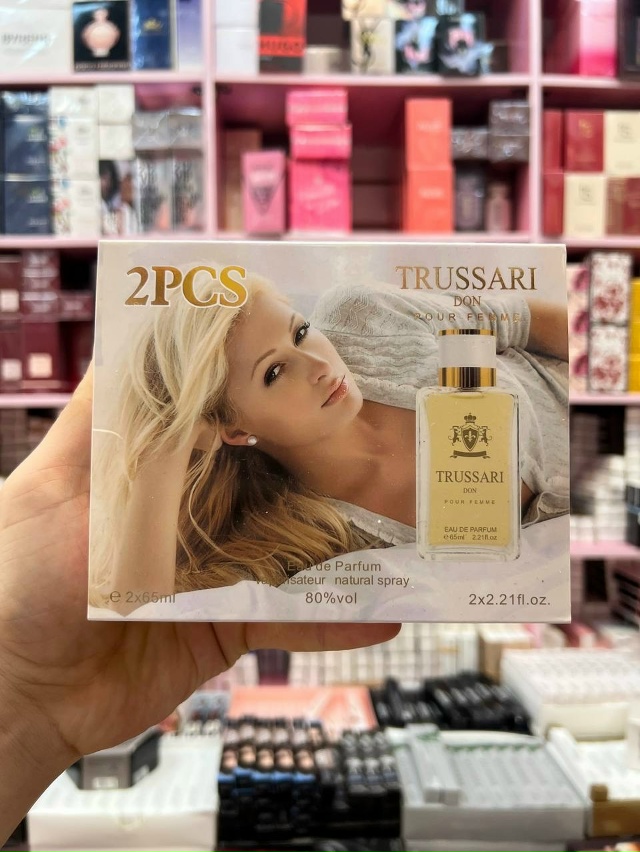 2PCS
TRUSSARI
DON
POUR FEMME
TRUSSARI
DON
POUR FEMME
EAU DE PARFUM
e 65ml 2.21fl.oz
Eau de Parfum
vaporisateur natural spray
e 2x65ml
80%vol
2x2.21fl.oz.